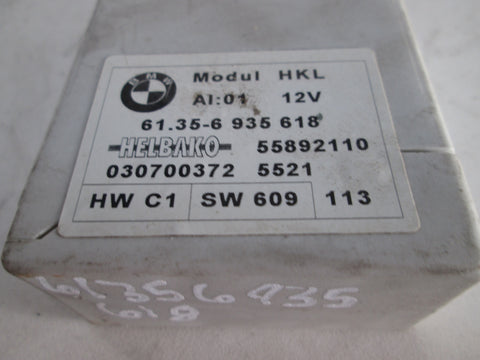 BMW
Modul HKL
AI:01 12V
61.35-6 935 618
HELBAKO 55892110
030700372 5521
HW C1 SW 609 113
61356935
618